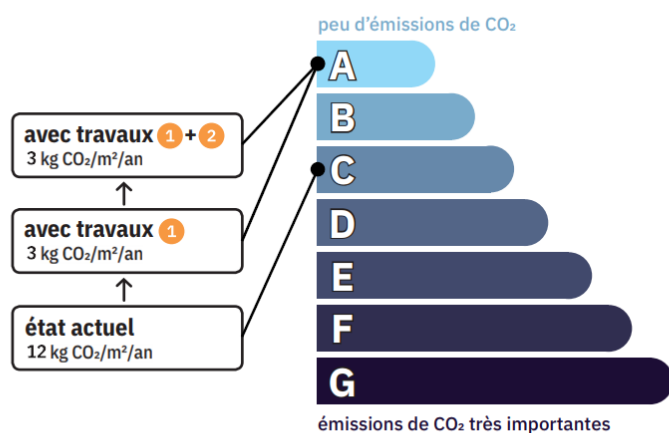 peu d'émissions de CO₂
A
B
C
D
E
F
G
émissions de CO₂ très importantes
avec travaux 1 + 2
3 kg CO₂/m²/an
avec travaux 1
3 kg CO₂/m²/an
état actuel
12 kg CO₂/m²/an